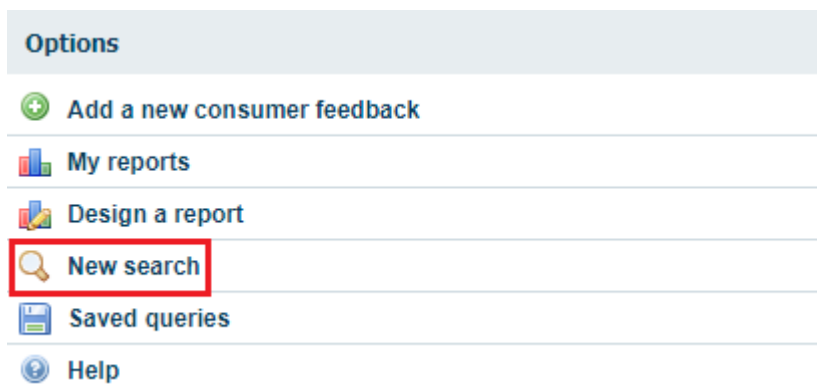 Options
Add a new consumer feedback
My reports
Design a report
New search
Saved queries
Help